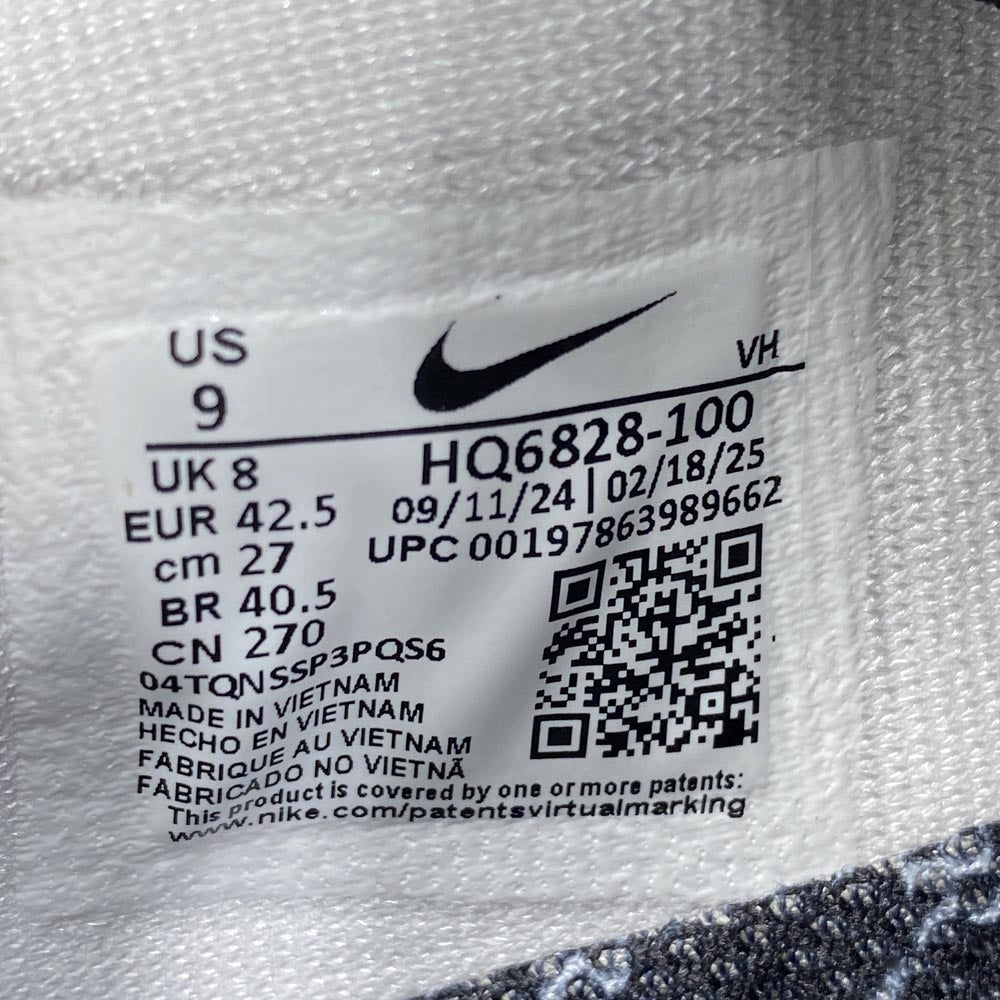 US
9
VH
UK 8
EUR 42.5
cm 27
BR 40.5
CN 270
HQ6828-100
09/11/24 | 02/18/25
UPC 00197863989662
04TQNSSP3PQS6
MADE IN VIETNAM
HECHO EN VIETNAM
FABRIQUE AU VIETNAM
FABRICADO NO VIETNÃ
This product is covered by one or more patents:
www.nike.com/patentsvirtualmarking